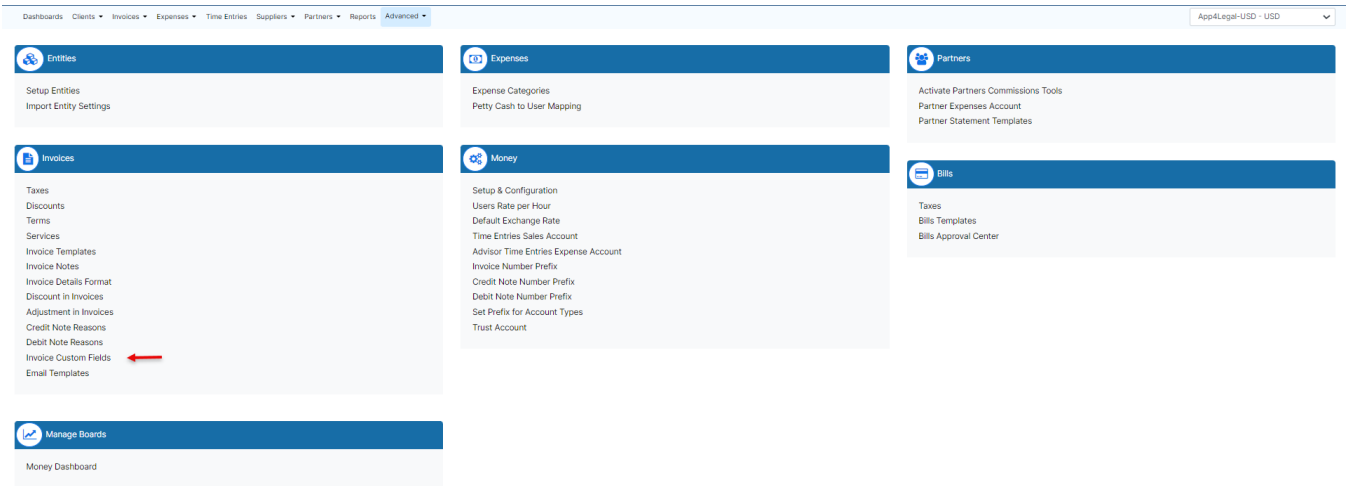 Dashboards Clients Invoices Expenses Time Entries Suppliers Partners Reports Advanced
App4Legal-USD - USD
Entities
Setup Entities
Import Entity Settings
Expenses
Expense Categories
Petty Cash to User Mapping
Partners
Activate Partners Commissions Tools
Partner Expenses Account
Partner Statement Templates
Invoices
Taxes
Discounts
Terms
Services
Invoice Templates
Invoice Notes
Invoice Details Format
Discount in Invoices
Adjustment in Invoices
Credit Note Reasons
Debit Note Reasons
Invoice Custom Fields
Email Templates
Money
Setup & Configuration
Users Rate per Hour
Default Exchange Rate
Time Entries Sales Account
Advisor Time Entries Expense Account
Invoice Number Prefix
Credit Note Number Prefix
Debit Note Number Prefix
Set Prefix for Account Types
Trust Account
Bills
Taxes
Bills Templates
Bills Approval Center
Manage Boards
Money Dashboard